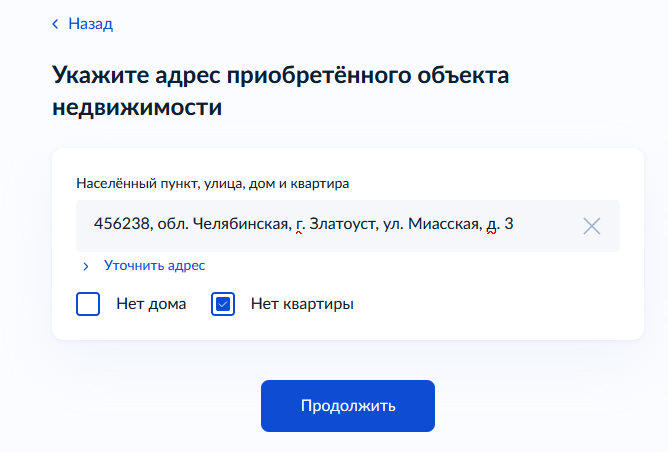 Назад
Укажите адрес приобретённого объекта
недвижимости
Населённый пункт, улица, дом и квартира
456238, обл. Челябинская, г. Златоуст, ул. Миасская, д. 3
Уточнить адрес
Нет дома Нет квартиры
Продолжить